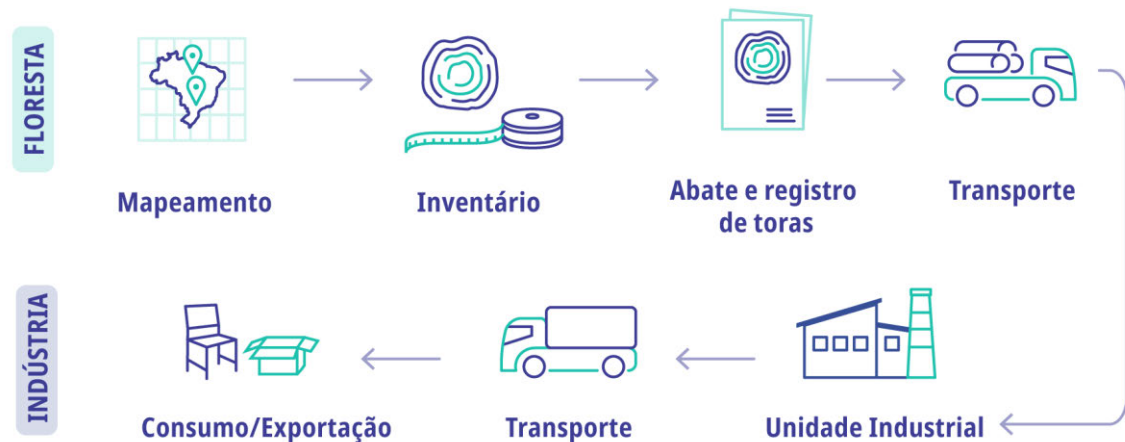 FLORESTA
Mapeamento
Inventário
Abate e registro
de toras
Transporte
INDÚSTRIA
Consumo/Exportação
Transporte
Unidade Industrial